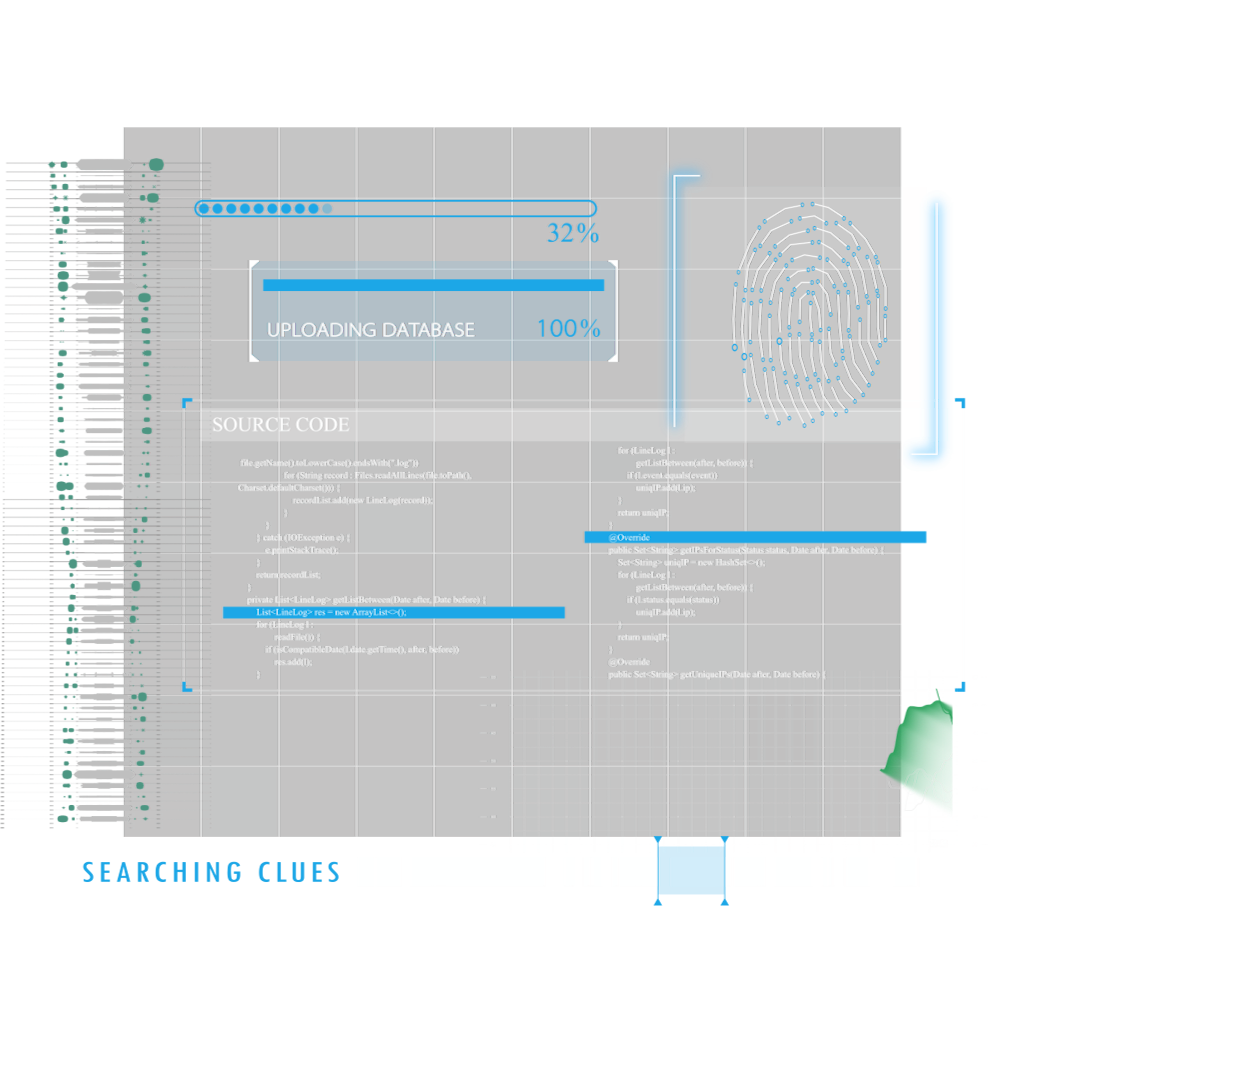 32%
UPLOADING DATABASE 100%
SOURCE CODE
file.getName().toLowerCase().endsWith(".log"))
for (String record : Files.readAllLines(file.toPath(),
Charset.defaultCharset())) {
recordList.add(new LineLog(record));
}
}
} catch (IOException e) {
e.printStackTrace();
}
return recordList;
}
private List<LineLog> getListBetween(Date after, Date before) {
List<LineLog> res = new ArrayList<>();
for (LineLog l :
readFile()) {
if (isCompatibleDate(l.date.getTime(), after, before))
res.add(l);
}
for (LineLog l :
getListBetween(after, before)) {
if (l.event.equals(event))
uniqIP.add(l.ip);
}
return uniqIP;
}
@Override
public Set<String> getIPsForStatus(Status status, Date after, Date before) {
Set<String> uniqIP = new HashSet<>();
for (LineLog l :
getListBetween(after, before)) {
if (l.status.equals(status))
uniqIP.add(l.ip);
}
return uniqIP;
}
@Override
public Set<String> getUniqueIPs(Date after, Date before) {
SEARCHING CLUES